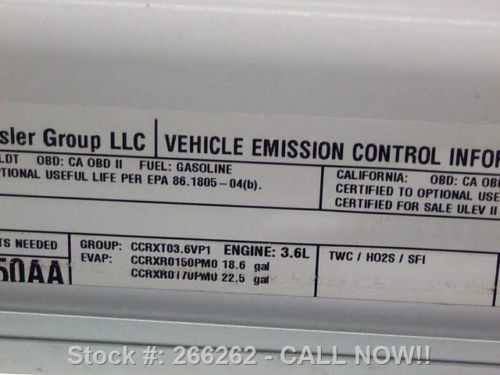 sler Group LLC | VEHICLE EMISSION CONTROL INFOR
LDT OBD: CA OBD II FUEL: GASOLINE
PTIONAL USEFUL LIFE PER EPA 86.1805-04(b).
CALIFORNIA: OBD: CA OB
CERTIFIED TO OPTIONAL USE
CERTIFIED FOR SALE ULEV II
TS NEEDED
50AA
GROUP: CCRXT03.6VP1 ENGINE: 3.6L
EVAP: CCRXR0150PM0 18.6 gal
CCRXR0170PM0 22.5 gal
TWC / HO2S / SFI
Stock #: 266262 - CALL NOW!!